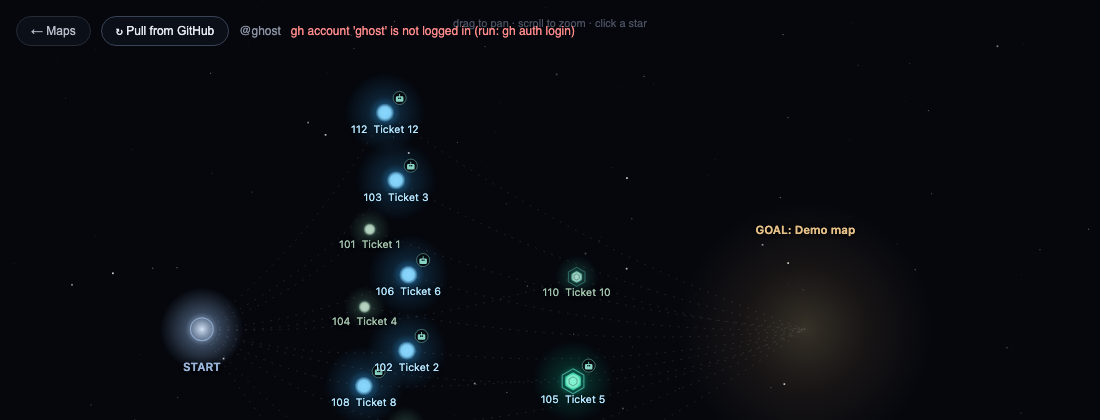 ← Maps
↻ Pull from GitHub
@ghost
gh account 'ghost' is not logged in (run: gh auth login)
drag to pan · scroll to zoom · click a star
112 Ticket 12
103 Ticket 3
101 Ticket 1
GOAL: Demo map
106 Ticket 6
110 Ticket 10
104 Ticket 4
START
102 Ticket 2
108 Ticket 8
105 Ticket 5